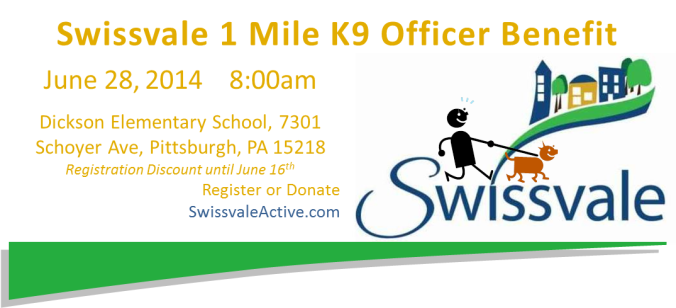 Swissvale 1 Mile K9 Officer Benefit
June 28, 2014 8:00am
Dickson Elementary School, 7301
Schoyer Ave, Pittsburgh, PA 15218
Registration Discount until June 16th
Register or Donate
SwissvaleActive.com
Swissvale